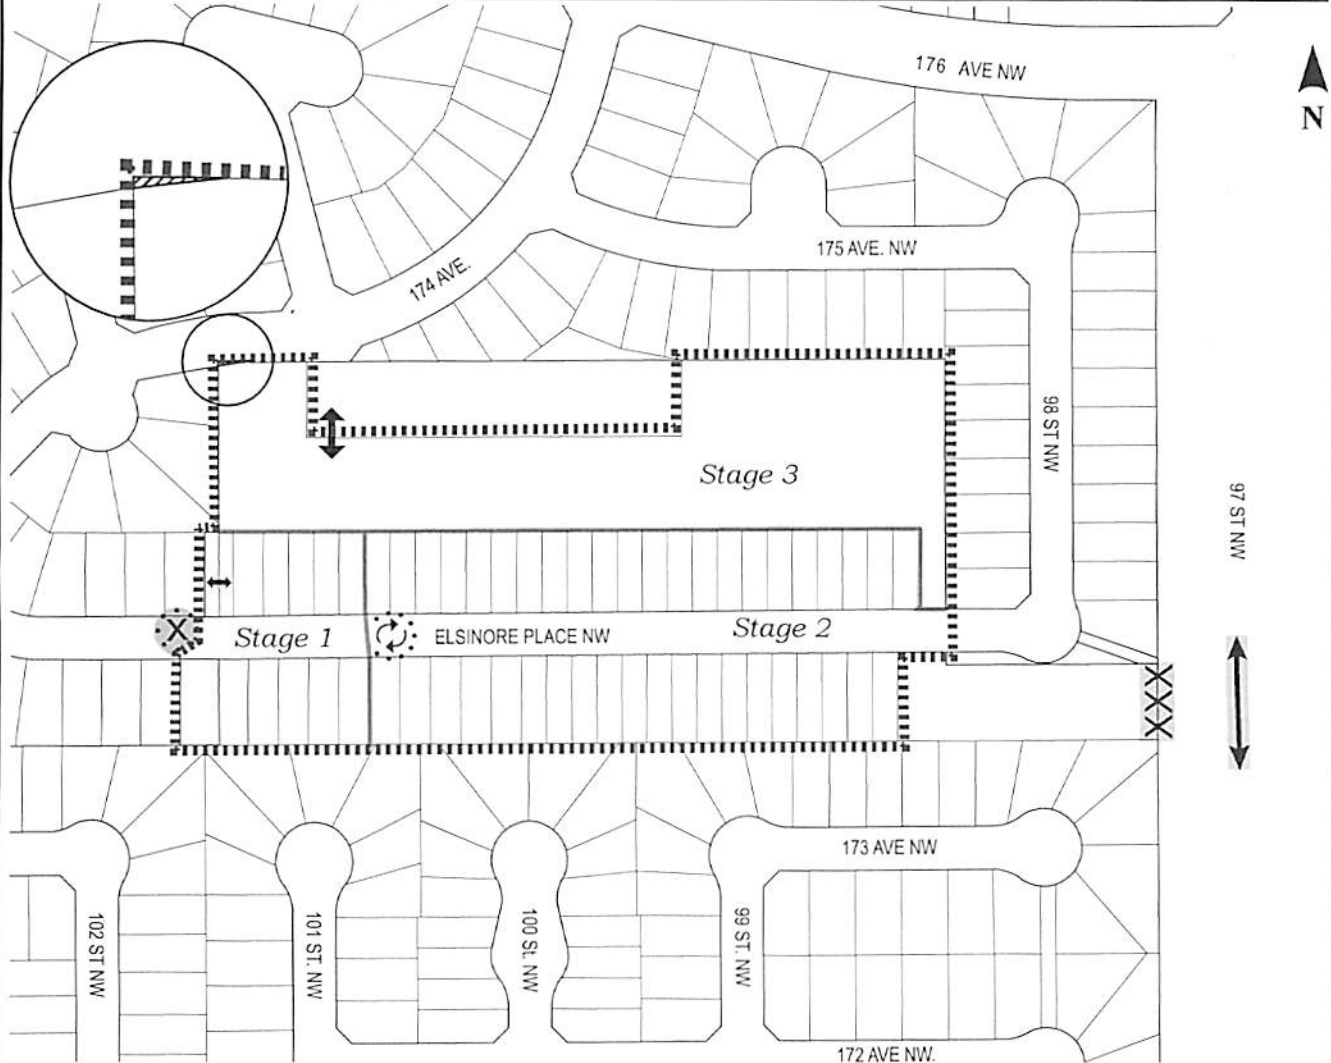 176 AVE NW
N
175 AVE. NW
174 AVE.
98 ST NW
Stage 3
97 ST NW
Stage 1
ELSINORE PLACE NW
Stage 2
173 AVE NW
102 ST NW
101 ST. NW
100 St. NW
99 ST. NW
172 AVE NW.